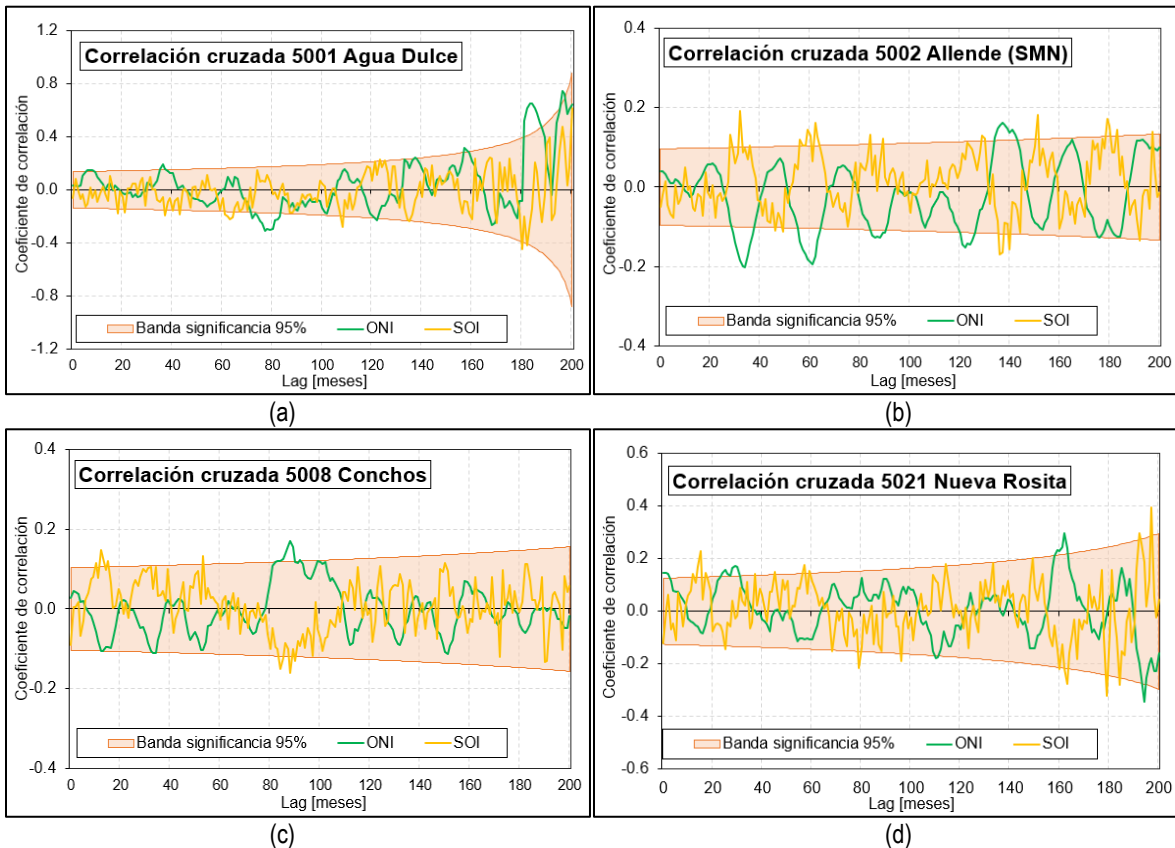 Correlación cruzada 5001 Agua Dulce
Coeficiente de correlación
1.2
0.8
0.4
0.0
-0.4
-0.8
-1.2
Banda significancia 95% ONI SOI
0 20 40 60 80 100 120 140 160 180 200
Lag [meses]
(a)
Correlación cruzada 5002 Allende (SMN)
Coeficiente de correlación
0.4
0.2
0.0
-0.2
-0.4
Banda significancia 95% ONI SOI
0 20 40 60 80 100 120 140 160 180 200
Lag [meses]
(b)
Correlación cruzada 5008 Conchos
Coeficiente de correlación
0.4
0.2
0.0
-0.2
-0.4
Banda significancia 95% ONI SOI
0 20 40 60 80 100 120 140 160 180 200
Lag [meses]
(c)
Correlación cruzada 5021 Nueva Rosita
Coeficiente de correlación
0.6
0.4
0.2
0.0
-0.2
-0.4
-0.6
Banda significancia 95% ONI SOI
0 20 40 60 80 100 120 140 160 180 200
Lag [meses]
(d)